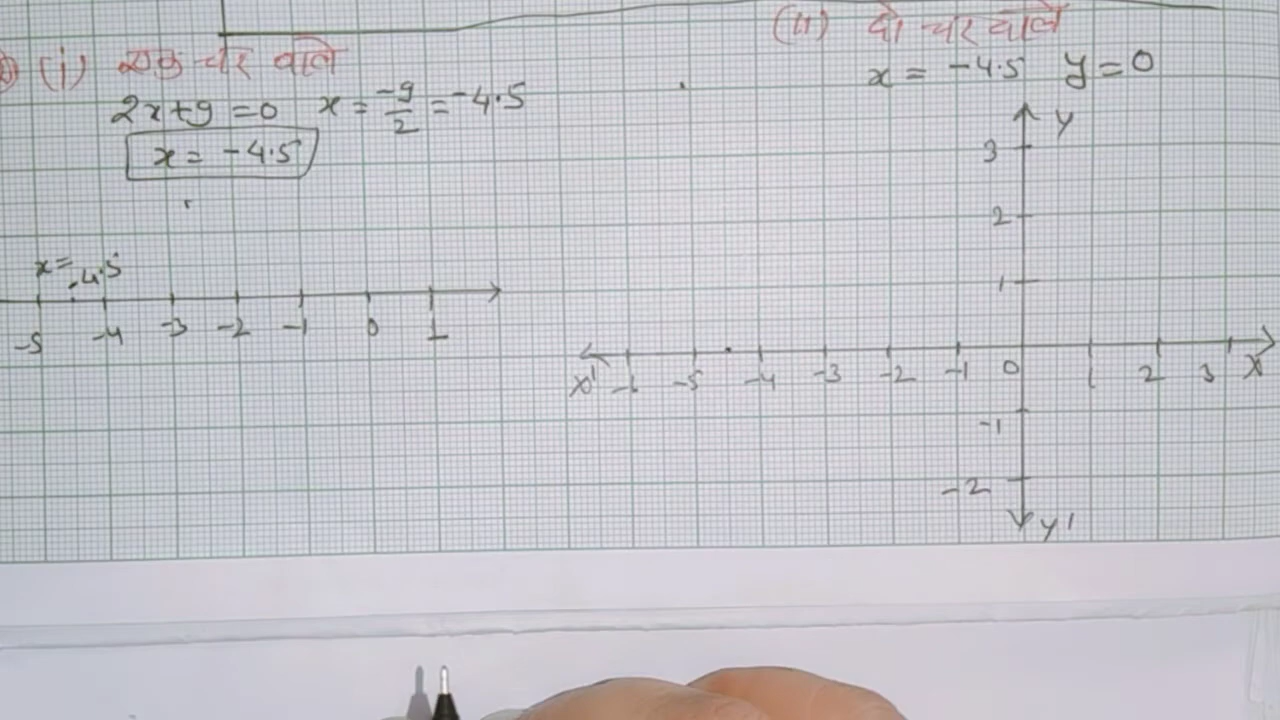 (i) एक चर वाले
2x+9 =0 x = -9/2 = -4.5
x = -4.5
x = -4.5
-5 -4 -3 -2 -1 0 1
(ii) दो चर वाले
x = -4.5 y = 0
Y
3
2
1
X' -6 -5 -4 -3 -2 -1 0 1 2 3 X
-1
-2
Y'